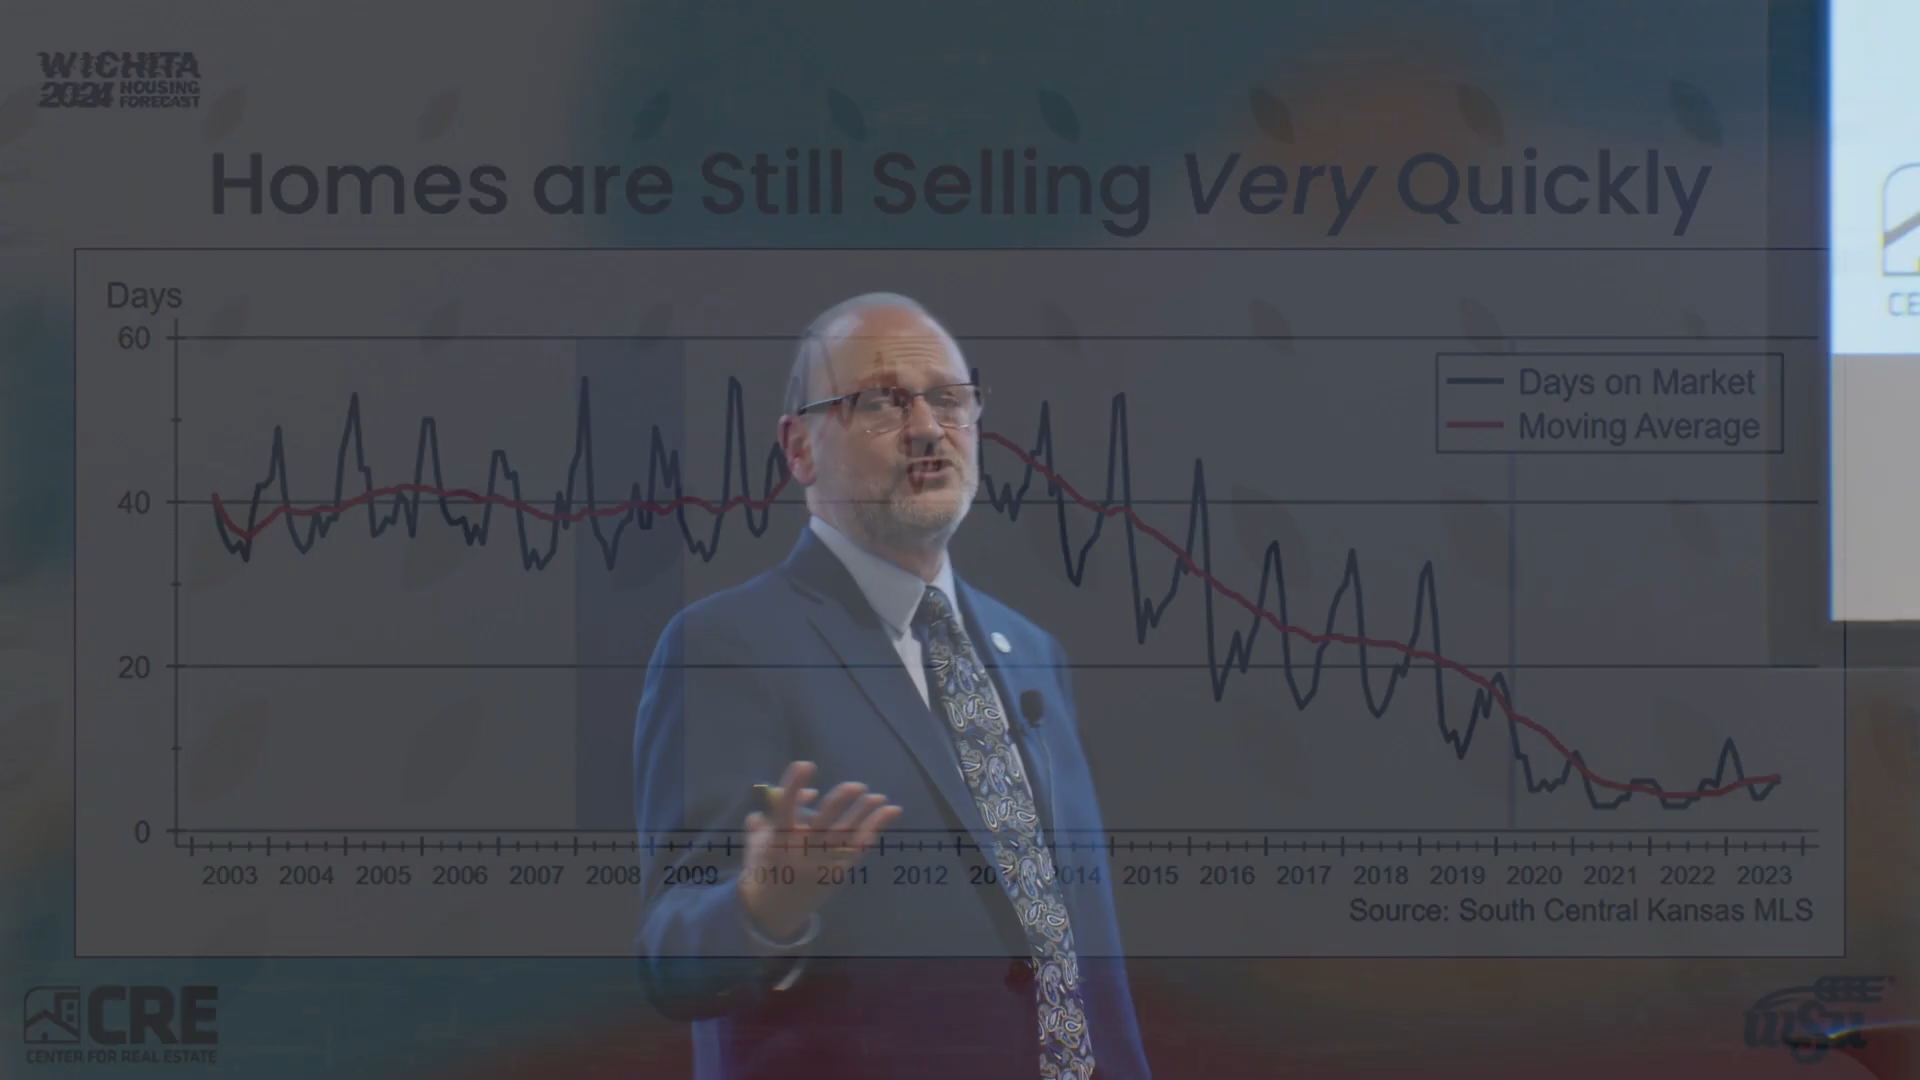 WICHITA
2024 HOUSING
FORECAST
Homes are Still Selling Very Quickly
Days
60
Days on Market
Moving Average
40
20
0
2003 2004 2005 2006 2007 2008 2009 2010 2011 2012 2014 2015 2016 2017 2018 2019 2020 2021 2022 2023
Source: South Central Kansas MLS
CRE
CENTER FOR REAL ESTATE
WSU
CE